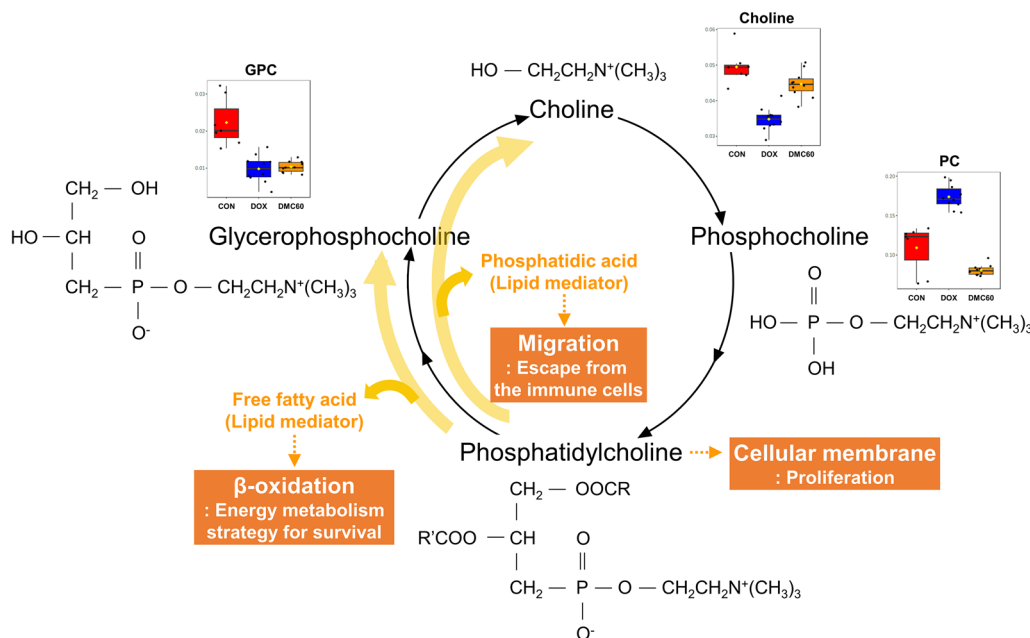 GPC
0.03
0.02
0.01
CON DOX DMC60
Choline
0.06
0.05
0.04
0.03
CON DOX DMC60
PC
0.20
0.15
0.10
CON DOX DMC60
HO — CH₂CH₂N⁺(CH₃)₃
Choline
CH₂ — OH
HO — CH O
CH₂ — P — O — CH₂CH₂N⁺(CH₃)₃
O⁻
Glycerophosphocholine
Phosphocholine
O
HO — P — O — CH₂CH₂N⁺(CH₃)₃
OH
Phosphatidic acid
(Lipid mediator)
Migration
: Escape from
the immune cells
Free fatty acid
(Lipid mediator)
β-oxidation
: Energy metabolism
strategy for survival
Phosphatidylcholine
Cellular membrane
: Proliferation
CH₂ — OOCR
R’COO — CH O
CH₂ — P — O — CH₂CH₂N⁺(CH₃)₃
O⁻